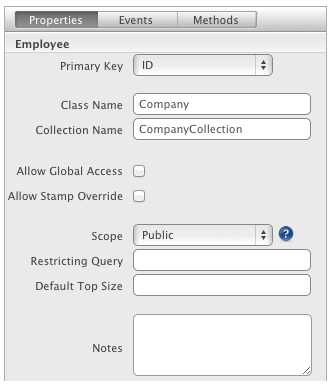 Properties Events Methods
Employee
Primary Key ID
Class Name Company
Collection Name CompanyCollection
Allow Global Access
Allow Stamp Override
Scope Public ?
Restricting Query
Default Top Size
Notes